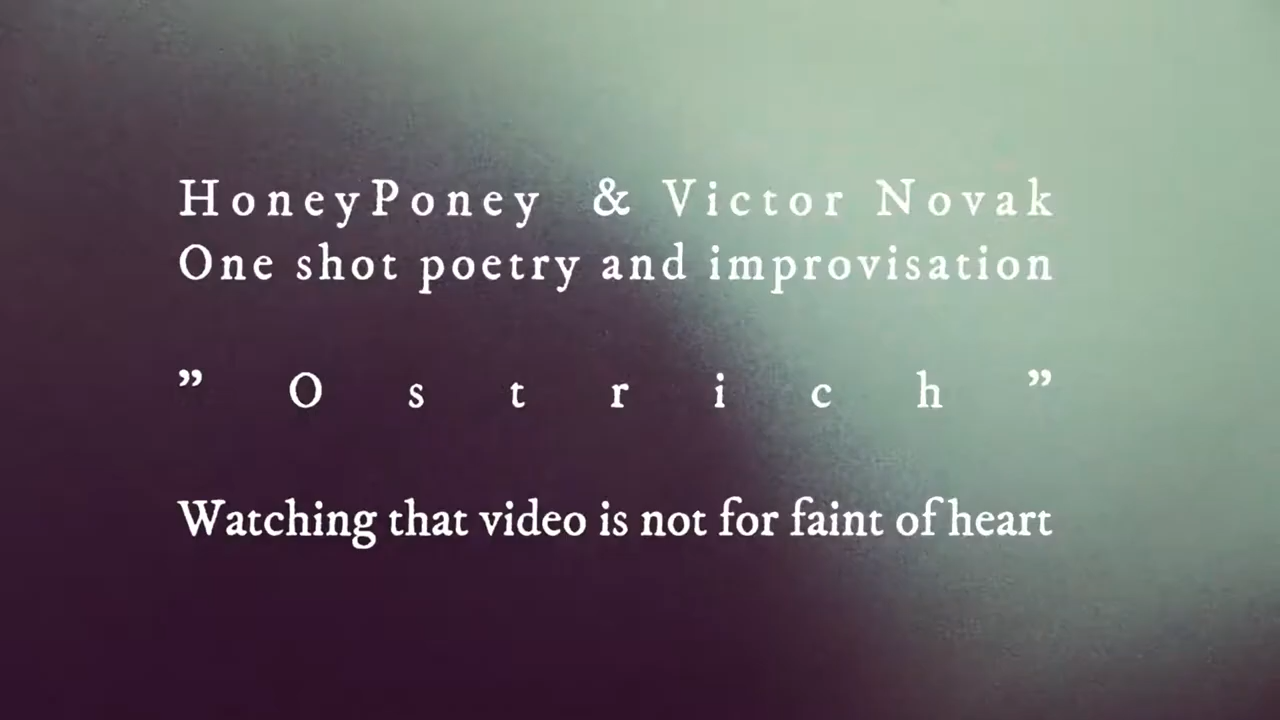 HoneyPoney & Victor Novak
One shot poetry and improvisation
” Ostrich ”
Watching that video is not for faint of heart